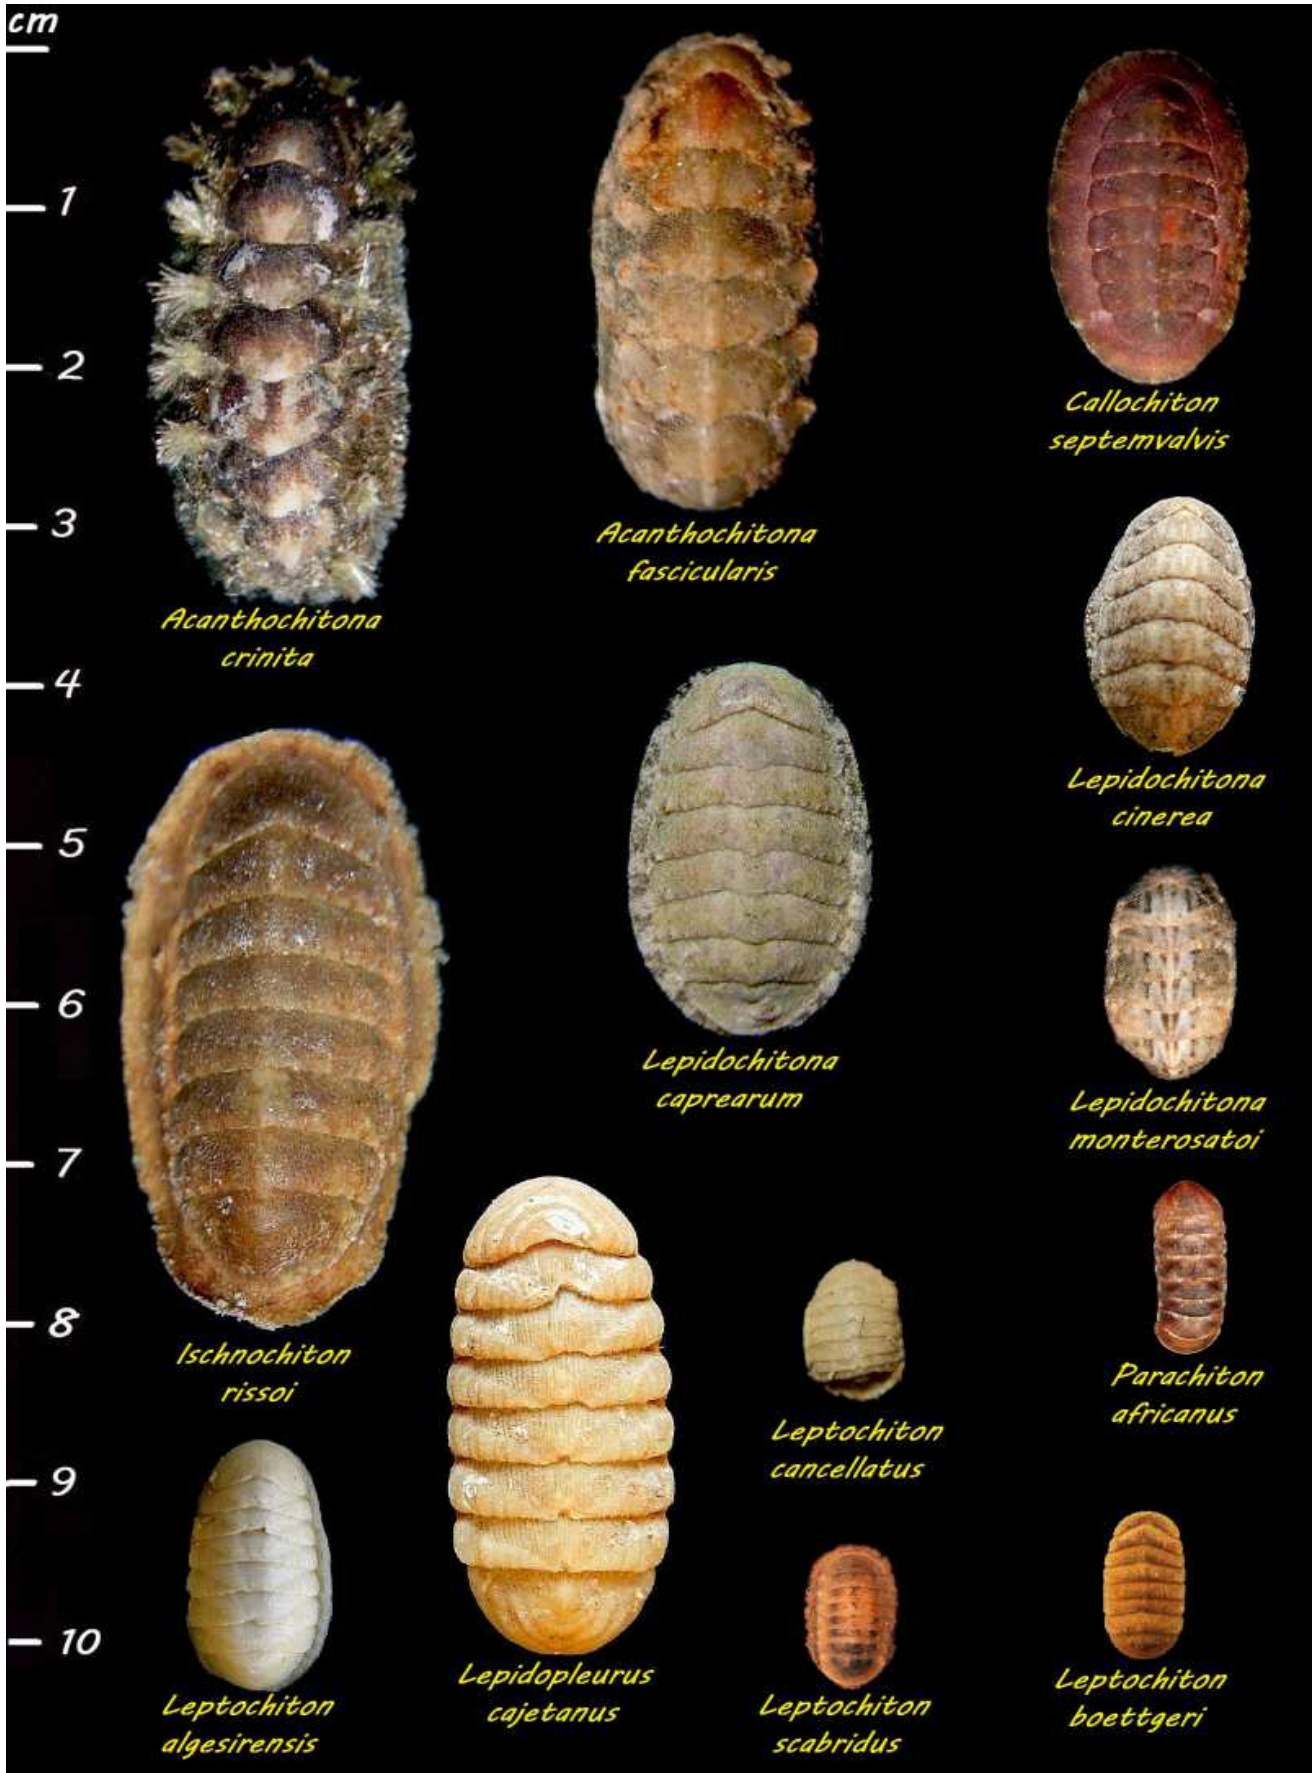 cm
1
2
3
4
5
6
7
8
9
10
Acanthochitona
crinita
Acanthochitona
fascicularis
Callochiton
septemvalvis
Lepidochitona
cinerea
Ischnochiton
rissoi
Lepidochitona
caprearum
Lepidochitona
monterosatoi
Leptochiton
algesirensis
Lepidopleurus
cajetanus
Leptochiton
cancellatus
Parachiton
africanus
Leptochiton
scabridus
Leptochiton
boettgeri